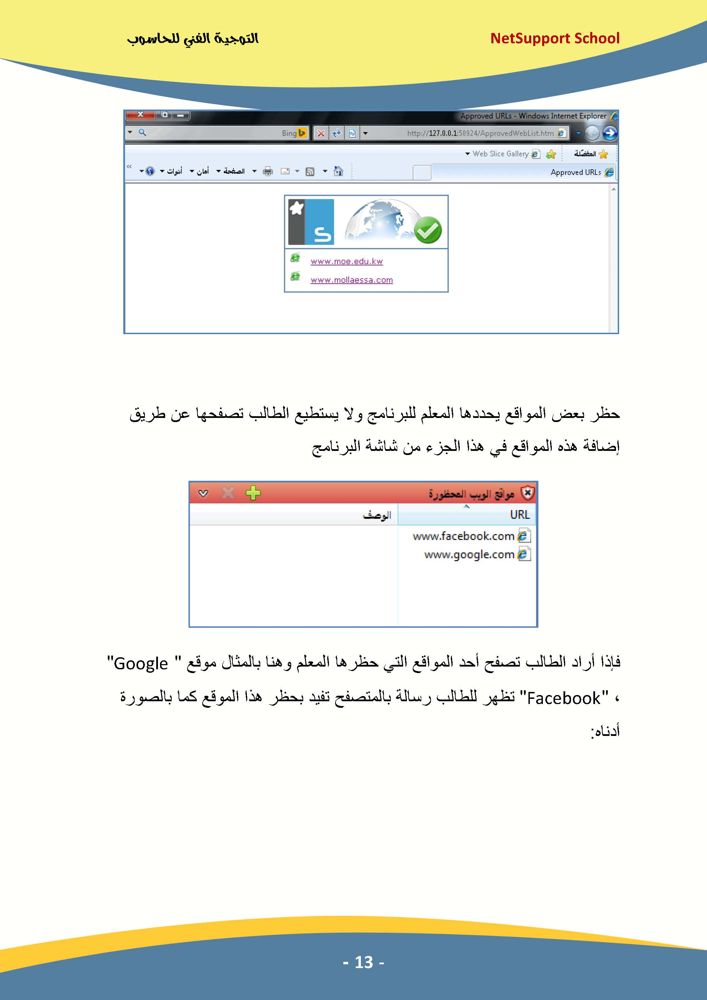 NetSupport School
التوجية الفني للحاسوب
Approved URLs - Windows Internet Explorer
http://127.0.0.1:58924/ApprovedWebList.htm
Bing
المفضلة
Web Slice Gallery
Approved URLs
الصفحة
أمان
أدوات
www.moe.edu.kw
www.mollaessa.com
حظر بعض المواقع يحددها المعلم للبرنامج ولا يستطيع الطالب تصفحها عن طريق
إضافة هذه المواقع في هذا الجزء من شاشة البرنامج
مواقع الويب المحظورة
URL
الوصف
www.facebook.com
www.google.com
فإذا أراد الطالب تصفح أحد المواقع التي حظرها المعلم وهنا بالمثال موقع " Google"
، "Facebook" تظهر للطالب رسالة بالمتصفح تفيد بحظر هذا الموقع كما بالصورة
أدناه:
- 13 -